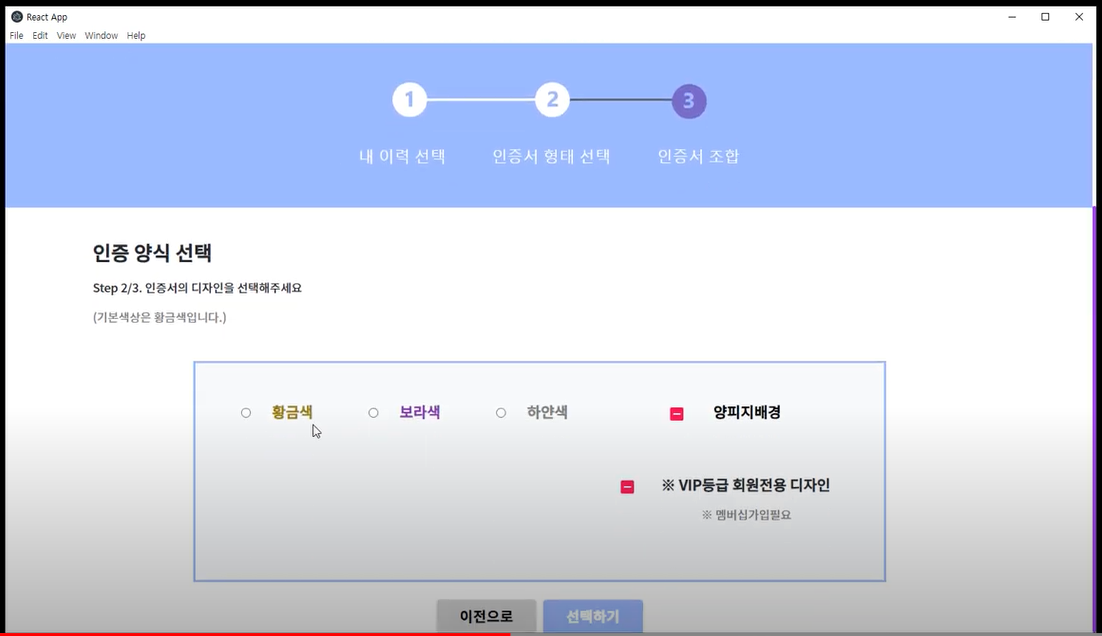 React App
File Edit View Window Help
1 2 3
내 이력 선택 인증서 형태 선택 인증서 조합
인증 양식 선택
Step 2/3. 인증서의 디자인을 선택해주세요
(기본색상은 황금색입니다.)
황금색 보라색 하얀색 양피지배경
※ VIP등급 회원전용 디자인
※ 멤버십가입필요
이전으로 선택하기